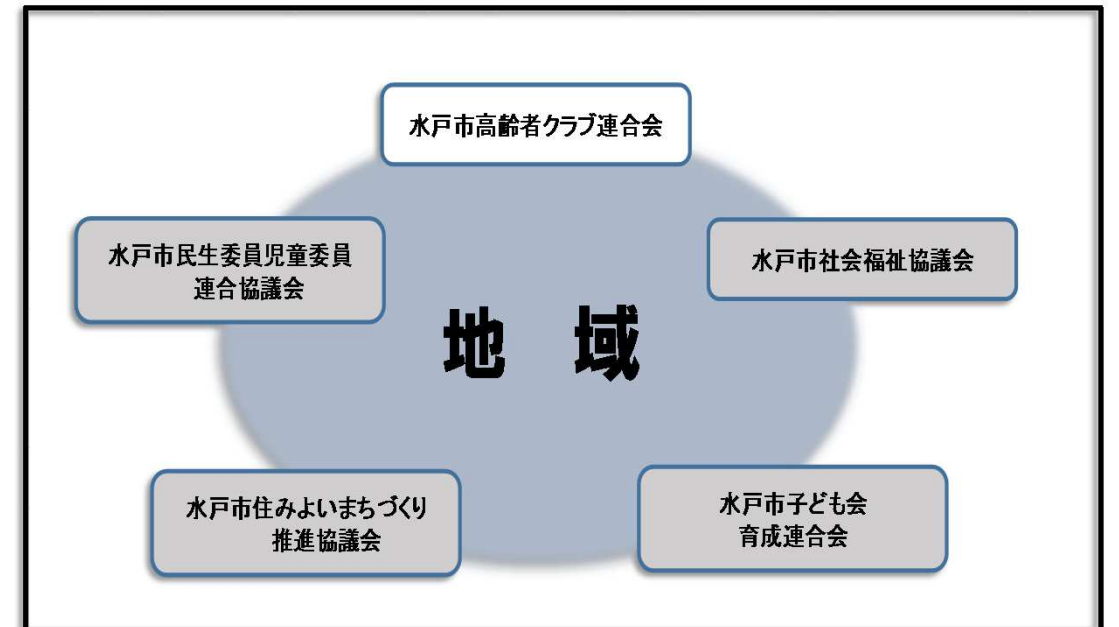 水戸市高齢者クラブ連合会
水戸市民生委員児童委員
連合協議会
水戸市社会福祉協議会
地 域
水戸市住みよいまちづくり
推進協議会
水戸市子ども会
育成連合会